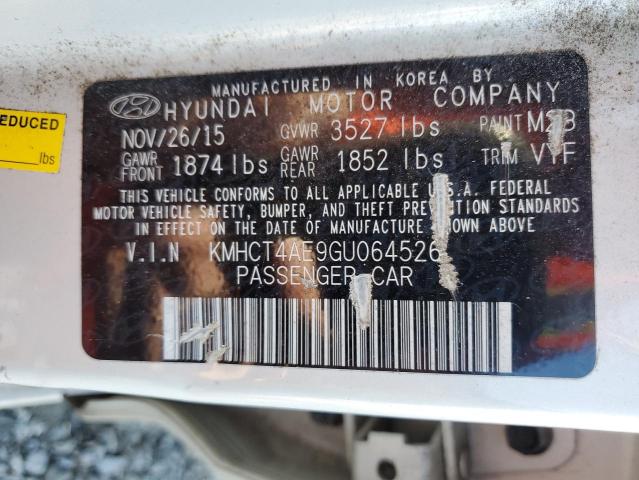 MANUFACTURED IN KOREA BY
HYUNDAI MOTOR COMPANY
NOV/26/15 GVWR 3527 lbs PAINT
GAWR FRONT 1874 lbs GAWR REAR 1852 lbs TRIM VYF
THIS VEHICLE CONFORMS TO ALL APPLICABLE U.S.A. FEDERAL
MOTOR VEHICLE SAFETY, BUMPER, AND THEFT PREVENTION
STANDARDS IN EFFECT ON THE DATE OF MANUFACTURE SHOWN ABOVE.
V.I.N KMHCT4AE9GU064526
PASSENGER CAR
EDUCED
lbs